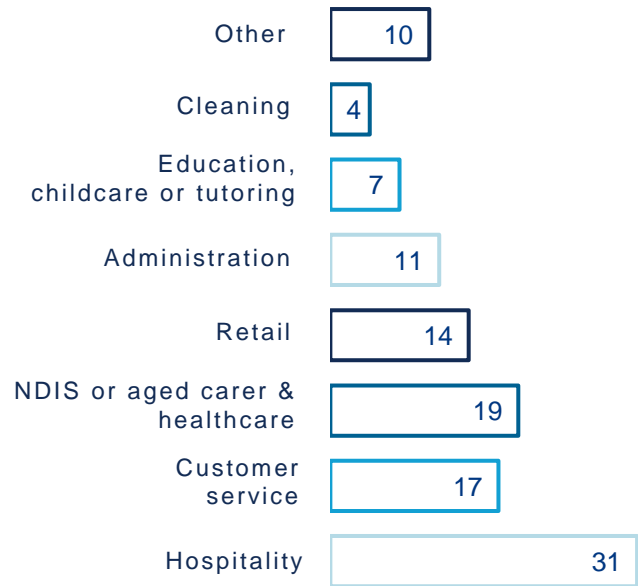 Other 10
Cleaning 4
Education,
childcare or tutoring 7
Administration 11
Retail 14
NDIS or aged carer &
healthcare 19
Customer
service 17
Hospitality 31